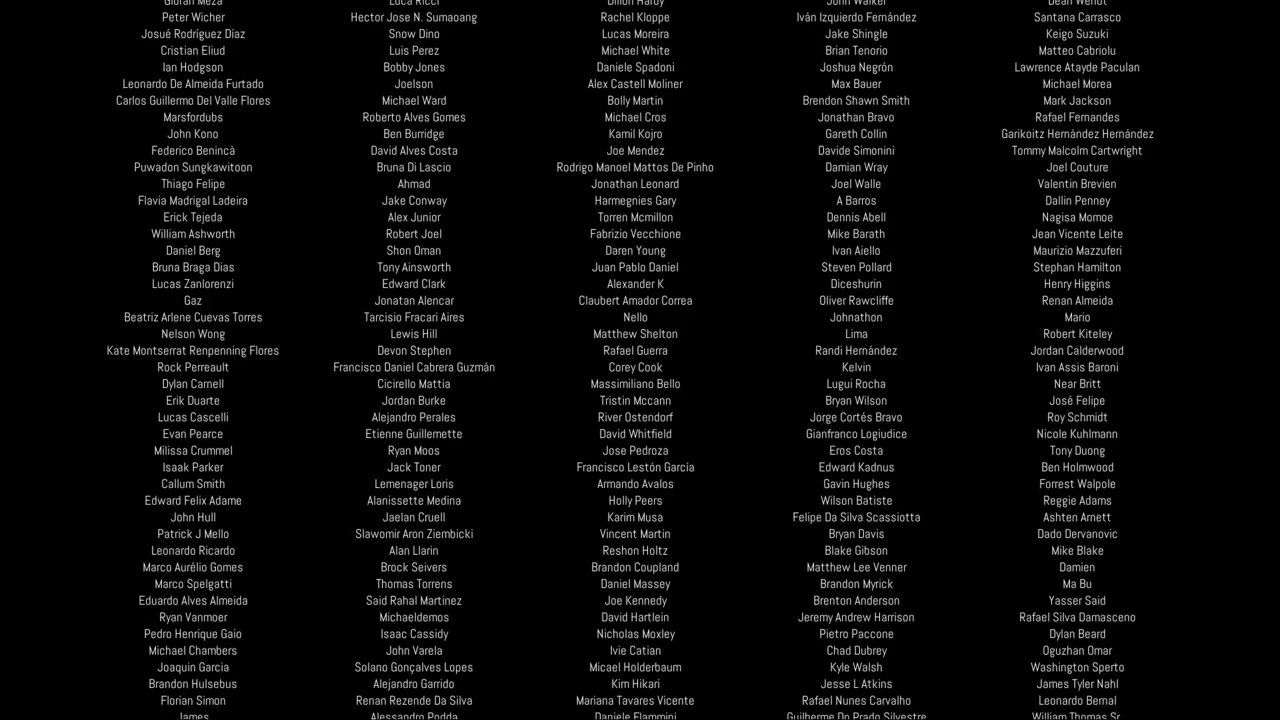 Gloran Meza Luca Ricci Dillon Hardy John Walker Dean Wendt
Peter Wicher Hector Jose N. Sumaoang Rachel Kloppe Iván Izquierdo Fernández Santana Carrasco
Josué Rodríguez Díaz Snow Dino Lucas Moreira Jake Shingle Keigo Suzuki
Cristian Eliud Luis Perez Michael White Brian Tenorio Matteo Cabriolu
Ian Hodgson Bobby Jones Daniele Spadoni Joshua Negrón Lawrence Atayde Paculan
Leonardo De Almeida Furtado Joelson Alex Castell Moliner Max Bauer Michael Morea
Carlos Guillermo Del Valle Flores Michael Ward Bolly Martin Brendon Shawn Smith Mark Jackson
Marsfordubs Roberto Alves Gomes Michael Cros Jonathan Bravo Rafael Fernandes
John Kono Ben Burridge Kamil Kojro Gareth Collin Garikoitz Hernández Hernández
Federico Benincà David Alves Costa Joe Mendez Davide Simonini Tommy Malcolm Cartwright
Puwadon Sungkawitoon Bruna Di Lascio Rodrigo Manoel Mattos De Pinho Damian Wray Joel Couture
Thiago Felipe Ahmad Jonathan Leonard Joel Walle Valentin Brevien
Flavia Madrigal Ladeira Jake Conway Harmegnies Gary A Barros Dallin Penney
Erick Tejeda Alex Junior Torren Mcmillon Dennis Abell Nagisa Momoe
William Ashworth Robert Joel Fabrizio Vecchione Mike Barath Jean Vicente Leite
Daniel Berg Shon Oman Daren Young Ivan Aiello Maurizio Mazzuferi
Bruna Braga Dias Tony Ainsworth Juan Pablo Daniel Steven Pollard Stephan Hamilton
Lucas Zanlorenzi Edward Clark Alexander K Diceshurin Henry Higgins
Gaz Jonatan Alencar Claubert Amador Correa Oliver Rawcliffe Renan Almeida
Beatriz Arlene Cuevas Torres Tarcisio Fracari Aires Nello Johnathon Mario
Nelson Wong Lewis Hill Matthew Shelton Lima Robert Kiteley
Kate Montserrat Renpenning Flores Devon Stephen Rafael Guerra Randi Hernández Jordan Calderwood
Rock Perreault Francisco Daniel Cabrera Guzmán Corey Cook Kelvin Ivan Assis Baroni
Dylan Carnell Cicirello Mattia Massimiliano Bello Lugui Rocha Near Britt
Erik Duarte Jordan Burke Tristin Mccann Bryan Wilson José Felipe
Lucas Cascelli Alejandro Perales River Ostendorf Jorge Cortés Bravo Roy Schmidt
Evan Pearce Etienne Guillemette David Whitfield Gianfranco Logiudice Nicole Kuhlmann
Milissa Crummel Ryan Moos Jose Pedroza Eros Costa Tony Duong
Isaak Parker Jack Toner Francisco Lestón García Edward Kadnus Ben Holmwood
Callum Smith Lemenager Loris Armando Avalos Gavin Hughes Forrest Walpole
Edward Felix Adame Alanissette Medina Holly Peers Wilson Batiste Reggie Adams
John Hull Jaelan Cruell Karim Musa Felipe Da Silva Scassiotta Ashten Arnett
Patrick J Mello Slawomir Aron Ziembicki Vincent Martin Bryan Davis Dado Dervanovic
Leonardo Ricardo Alan Llarin Reshon Holtz Blake Gibson Mike Blake
Marco Aurélio Gomes Brock Seivers Brandon Coupland Matthew Lee Venner Damien
Marco Spelgatti Thomas Torrens Daniel Massey Brandon Myrick Ma Bu
Eduardo Alves Almeida Said Rahal Martinez Joe Kennedy Brenton Anderson Yasser Said
Ryan Vanmoer Michaeldemos David Hartlein Jeremy Andrew Harrison Rafael Silva Damasceno
Pedro Henrique Gaio Isaac Cassidy Nicholas Moxley Pietro Paccone Dylan Beard
Michael Chambers John Varela Ivie Catian Chad Dubrey Oguzhan Omar
Joaquin Garcia Solano Gonçalves Lopes Micael Holderbaum Kyle Walsh Washington Sperto
Brandon Hulsebus Alejandro Garrido Kim Hikari Jesse L Atkins James Tyler Nahl
Florian Simon Renan Rezende Da Silva Mariana Tavares Vicente Rafael Nunes Carvalho Leonardo Bernal
James Alessandro Podda Daniele Flammini Guilherme Do Prado Silvestre William Thomas Sr